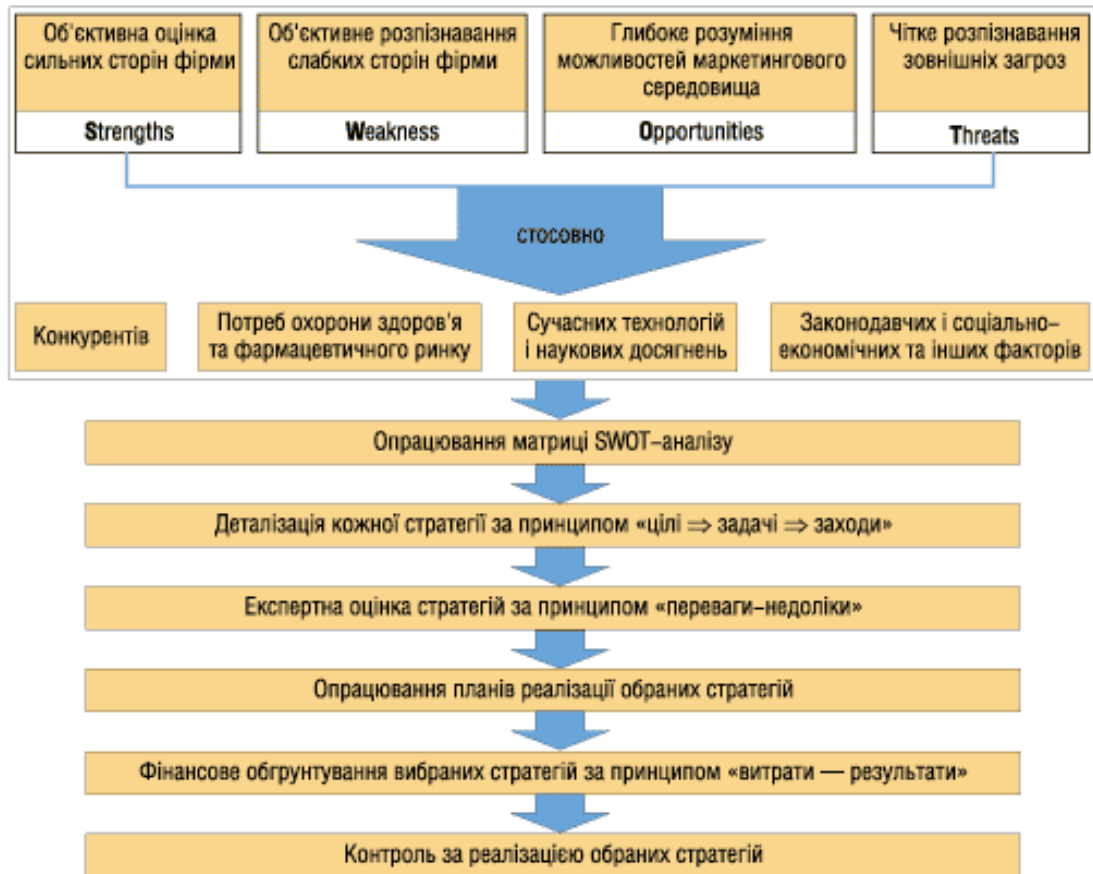 Об'єктивна оцінка
сильних сторін фірми
Strengths
Об'єктивне розпізнавання
слабких сторін фірми
Weakness
Глибоке розуміння
можливостей маркетингового
середовища
Opportunities
Чітке розпізнавання
зовнішніх загроз
Threats
стосовно
Конкурентів
Потреб охорони здоров'я
та фармацевтичного ринку
Сучасних технологій
і наукових досягнень
Законодавчих і соціально–
економічних та інших факторів
Опрацювання матриці SWOT–аналізу
Деталізація кожної стратегії за принципом «цілі ⇒ задачі ⇒ заходи»
Експертна оцінка стратегій за принципом «переваги–недоліки»
Опрацювання планів реалізації обраних стратегій
Фінансове обгрунтування вибраних стратегій за принципом «витрати — результати»
Контроль за реалізацією обраних стратегій